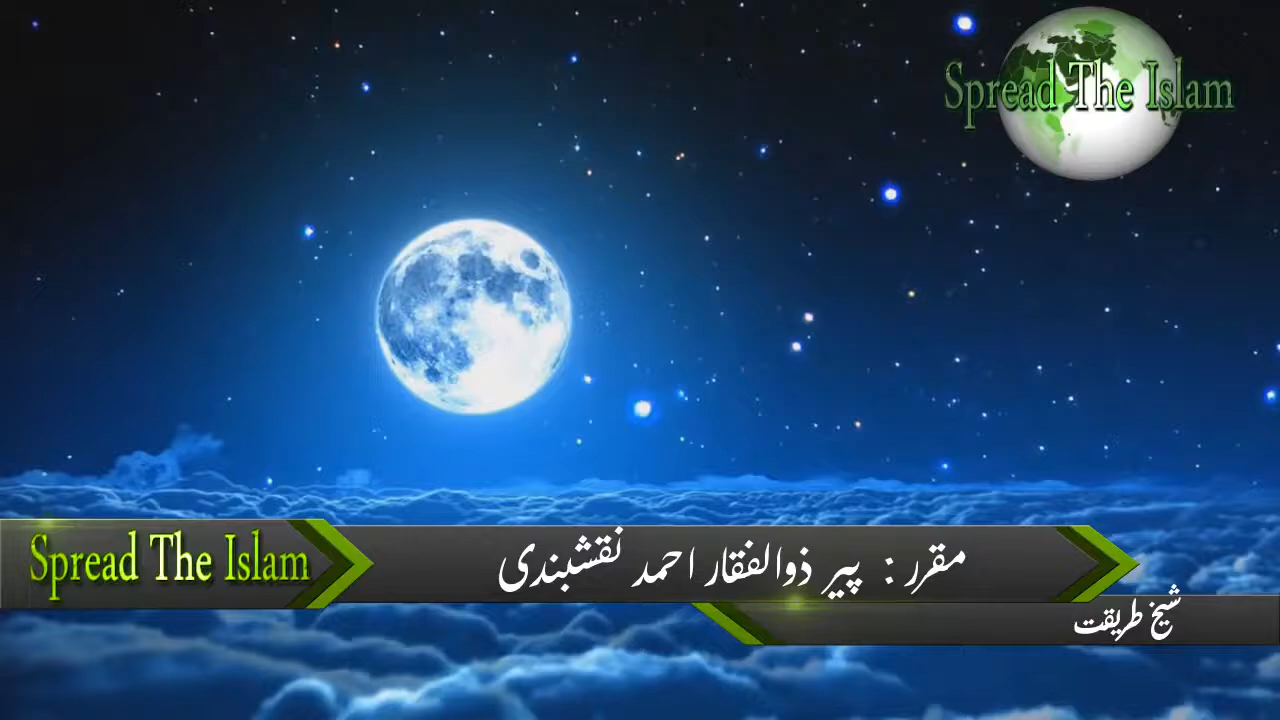 Spread The Islam
Spread The Islam
مقرر : پیر ذوالفقار احمد نقشبندی
شیخ طریقت